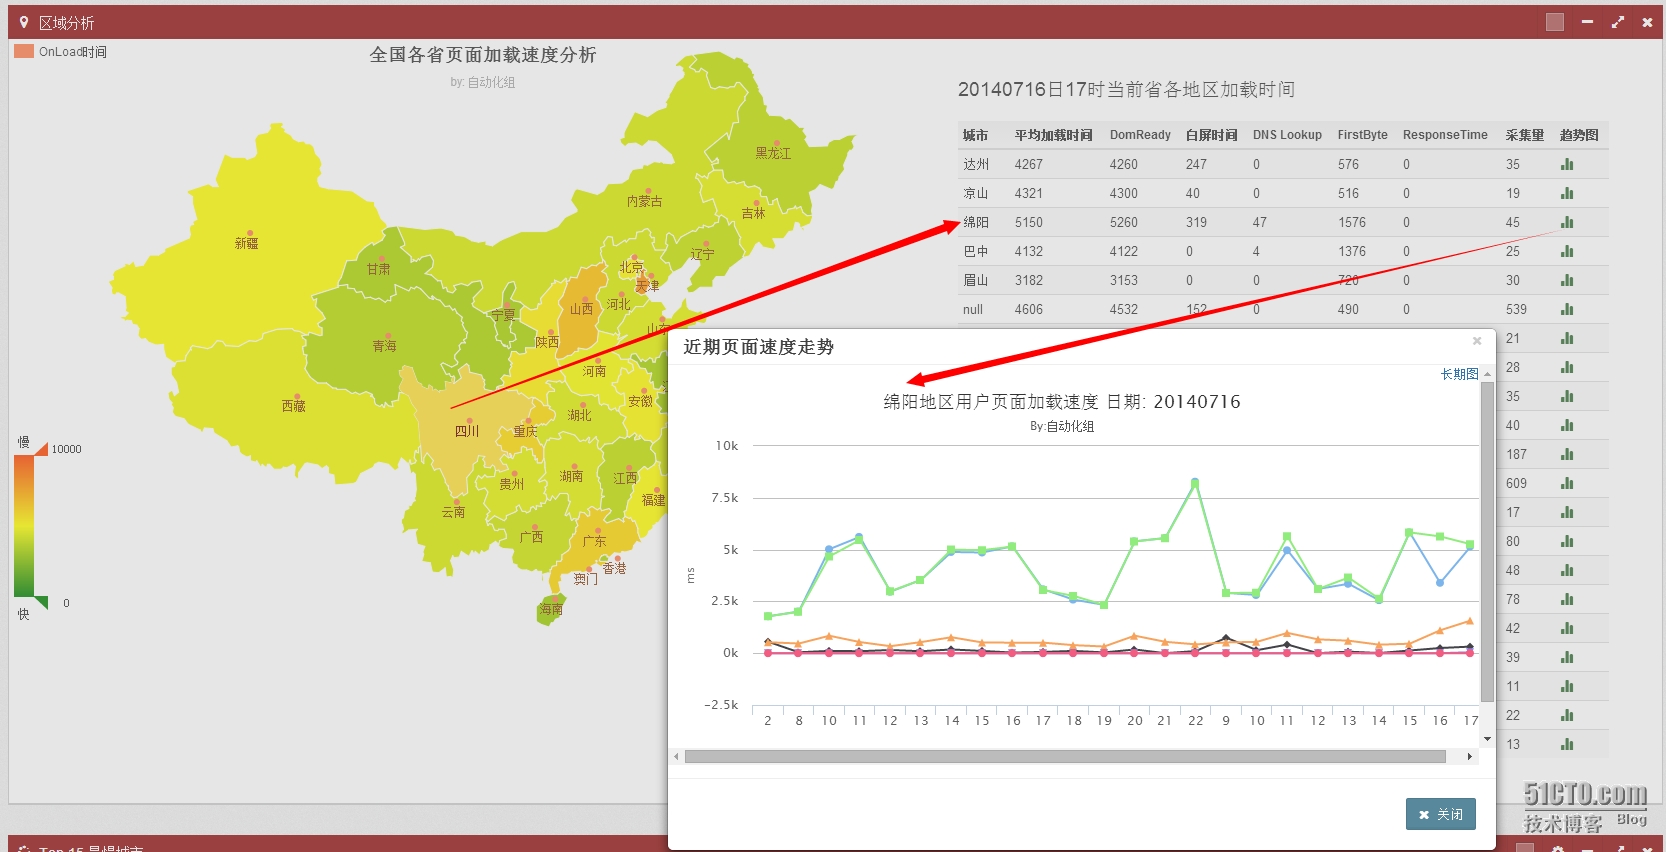 区域分析
OnLoad时间
全国各省页面加载速度分析
by: 自动化组
黑龙江
内蒙古
吉林
新疆
辽宁
北京
甘肃
天津
山西
河北
宁夏
山东
陕西
青海
河南
西藏
安徽
湖北
四川
重庆
湖南
江西
贵州
福建
云南
广西
广东
香港
澳门
海南
慢
10000
0
快
20140716日17时当前省各地区加载时间
城市 平均加载时间 DomReady 白屏时间 DNS Lookup FirstByte ResponseTime 采集量 趋势图
达州 4267 4260 247 0 576 0 35
凉山 4321 4300 40 0 516 0 19
绵阳 5150 5260 319 47 1576 0 45
巴中 4132 4122 0 4 1376 0 25
眉山 3182 3153 0 0 720 0 30
null 4606 4532 152 0 490 0 539
21
28
35
40
187
609
17
80
48
78
42
39
11
22
13
近期页面速度走势 ×
长期图
绵阳地区用户页面加载速度 日期: 20140716
By:自动化组
10k
7.5k
5k
2.5k
0k
-2.5k
ms
2 8 10 11 12 13 14 15 16 17 18 19 20 21 22 9 10 11 12 13 14 15 16 17
关闭
51CTO.com
技术博客 Blog
Top 15 最慢城市